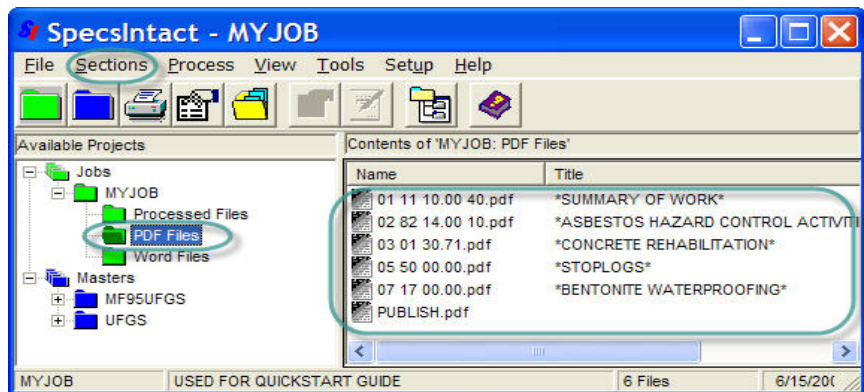 SpecsIntact - MYJOB
File Sections Process View Tools Setup Help
Available Projects
Jobs
MYJOB
Processed Files
PDF Files
Word Files
Masters
MF95UFGS
UFGS
Contents of 'MYJOB: PDF Files'
Name Title
01 11 10.00 40.pdf *SUMMARY OF WORK*
02 82 14.00 10.pdf *ASBESTOS HAZARD CONTROL ACTIVITI
03 01 30.71.pdf *CONCRETE REHABILITATION*
05 50 00.00.pdf *STOPLOGS*
07 17 00.00.pdf *BENTONITE WATERPROOFING*
PUBLISH.pdf
MYJOB USED FOR QUICKSTART GUIDE 6 Files 6/15/200